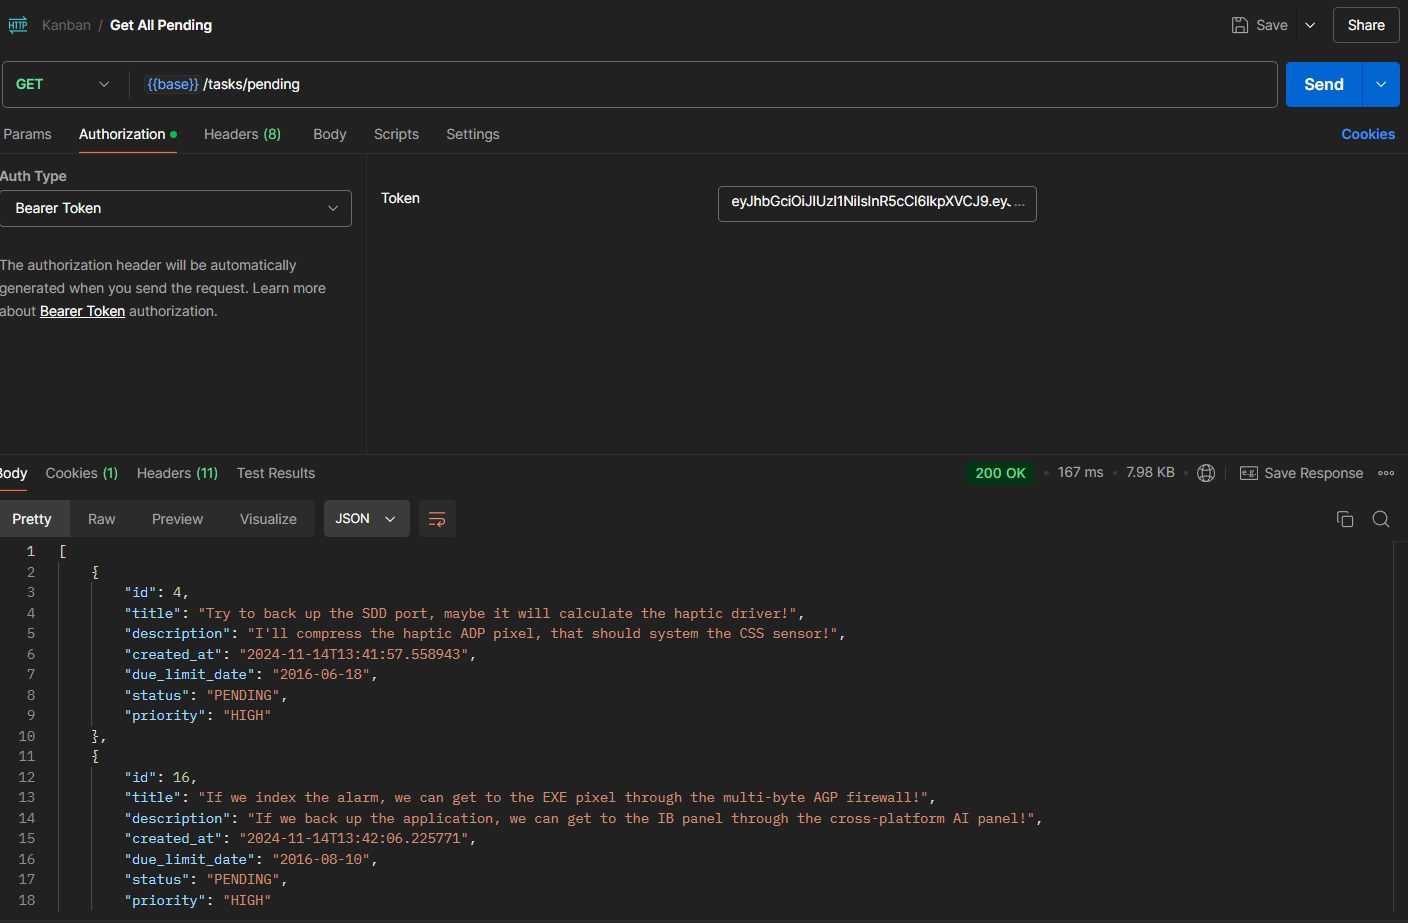 HTTP Kanban / Get All Pending Save Share
GET {{base}} /tasks/pending Send
Params Authorization Headers (8) Body Scripts Settings Cookies
Auth Type
Bearer Token
Token
eyJhbGciOiJIUzI1NiIsInR5cCI6IkpXVCJ9.eyJ ...
The authorization header will be automatically
generated when you send the request. Learn more
about Bearer Token authorization.
Body Cookies (1) Headers (11) Test Results 200 OK • 167 ms • 7.98 KB • e.g. Save Response
Pretty Raw Preview Visualize JSON
1 [
2 {
3 "id": 4,
4 "title": "Try to back up the SDD port, maybe it will calculate the haptic driver!",
5 "description": "I'll compress the haptic ADP pixel, that should system the CSS sensor!",
6 "created_at": "2024-11-14T13:41:57.558943",
7 "due_limit_date": "2016-06-18",
8 "status": "PENDING",
9 "priority": "HIGH"
10 },
11 {
12 "id": 16,
13 "title": "If we index the alarm, we can get to the EXE pixel through the multi-byte AGP firewall!",
14 "description": "If we back up the application, we can get to the IB panel through the cross-platform AI panel!",
15 "created_at": "2024-11-14T13:42:06.225771",
16 "due_limit_date": "2016-08-10",
17 "status": "PENDING",
18 "priority": "HIGH"